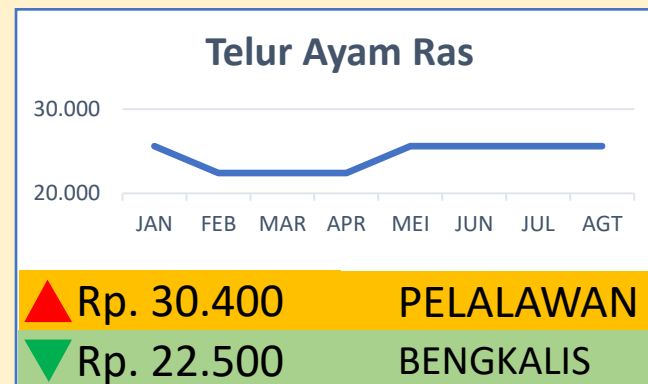 Telur Ayam Ras
30.000
20.000
JAN FEB MAR APR MEI JUN JUL AGT
Rp. 30.400 PELALAWAN
Rp. 22.500 BENGKALIS